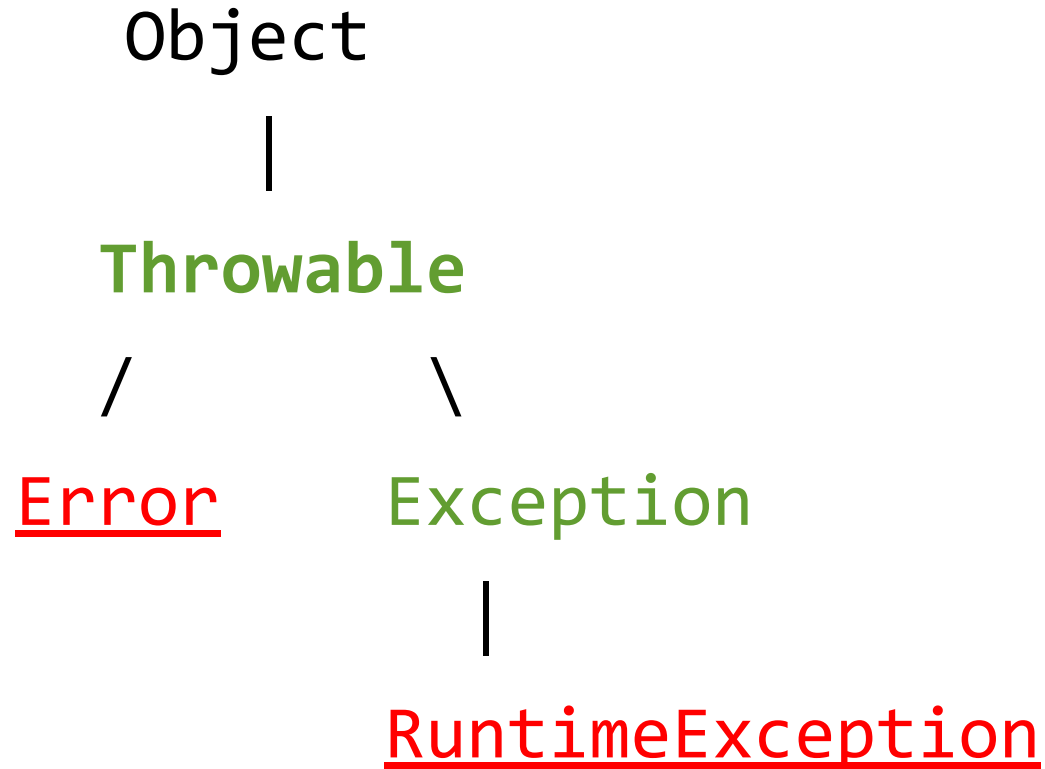 Object
|
Throwable
/ \
Error Exception
|
RuntimeException